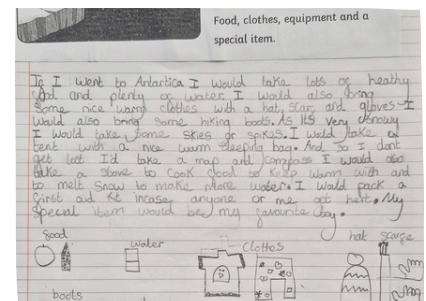 Food, clothes, equipment and a
special item.
If I went to Antartica I would take lots of heathy
food and plenty of water. I would also bring
some nice warm clothes with a hat, scarf and gloves. I
would also bring some hiking boots. As its very snowy
I would take some skies or spikes. I would take a
tent with a nice warm sleeping bag. And so I dont
get lott I'd take a map and compass I would also
take a stove to cook food to keep warm with and
to melt snow to make more water. I would pack a
first aid kit incase anyone or me got hert. My
special item would be my favourite toy.
food
water
Clothes
hat
scarfe
boots